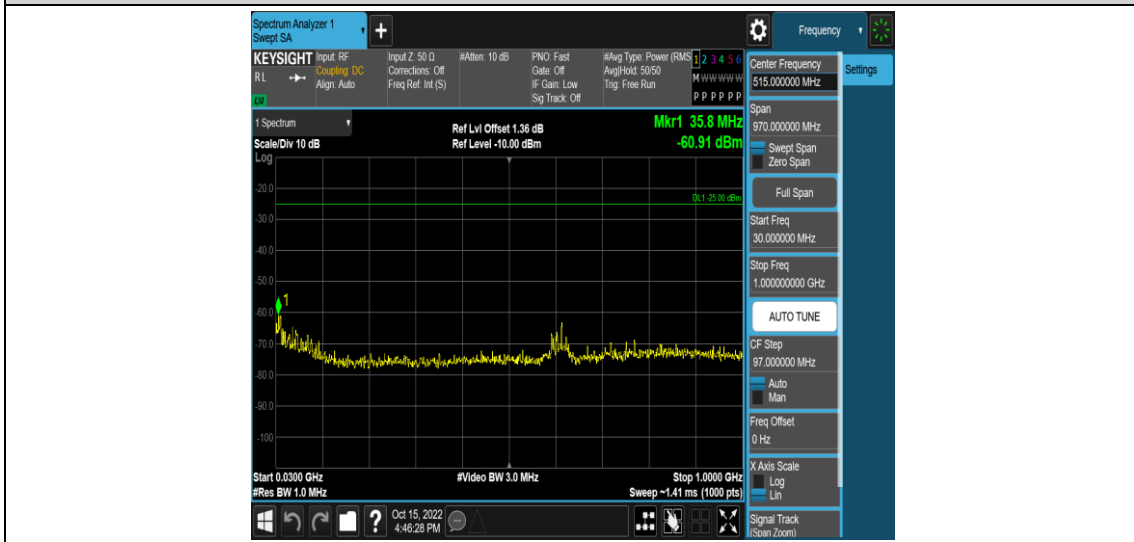 Spectrum Analyzer 1
Swept SA
+
Frequency
KEYSIGHT
RL
LXI
Input: RF
Coupling: DC
Align: Auto
Input Z: 50 Ω
Corrections: Off
Freq Ref: Int (S)
#Atten: 10 dB
PNO: Fast
Gate: Off
IF Gain: Low
Sig Track: Off
#Avg Type: Power (RMS
Avg|Hold: 50/50
Trig: Free Run
1 2 3 4 5 6
M W W W W W
P P P P P P
1 Spectrum
Scale/Div 10 dB
Log
Ref Lvl Offset 1.36 dB
Ref Level -10.00 dBm
Mkr1 35.8 MHz
-60.91 dBm
DL1 -25.00 dBm
-20.0
-30.0
-40.0
-50.0
-60.0
-70.0
-80.0
-90.0
-100
1
Start 0.0300 GHz
#Res BW 1.0 MHz
#Video BW 3.0 MHz
Stop 1.0000 GHz
Sweep ~1.41 ms (1000 pts)
Center Frequency
515.000000 MHz
Settings
Span
970.000000 MHz
Swept Span
Zero Span
Full Span
Start Freq
30.000000 MHz
Stop Freq
1.000000000 GHz
AUTO TUNE
CF Step
97.000000 MHz
Auto
Man
Freq Offset
0 Hz
X Axis Scale
Log
Lin
Signal Track
(Span Zoom)
?
Oct 15, 2022
4:46:28 PM